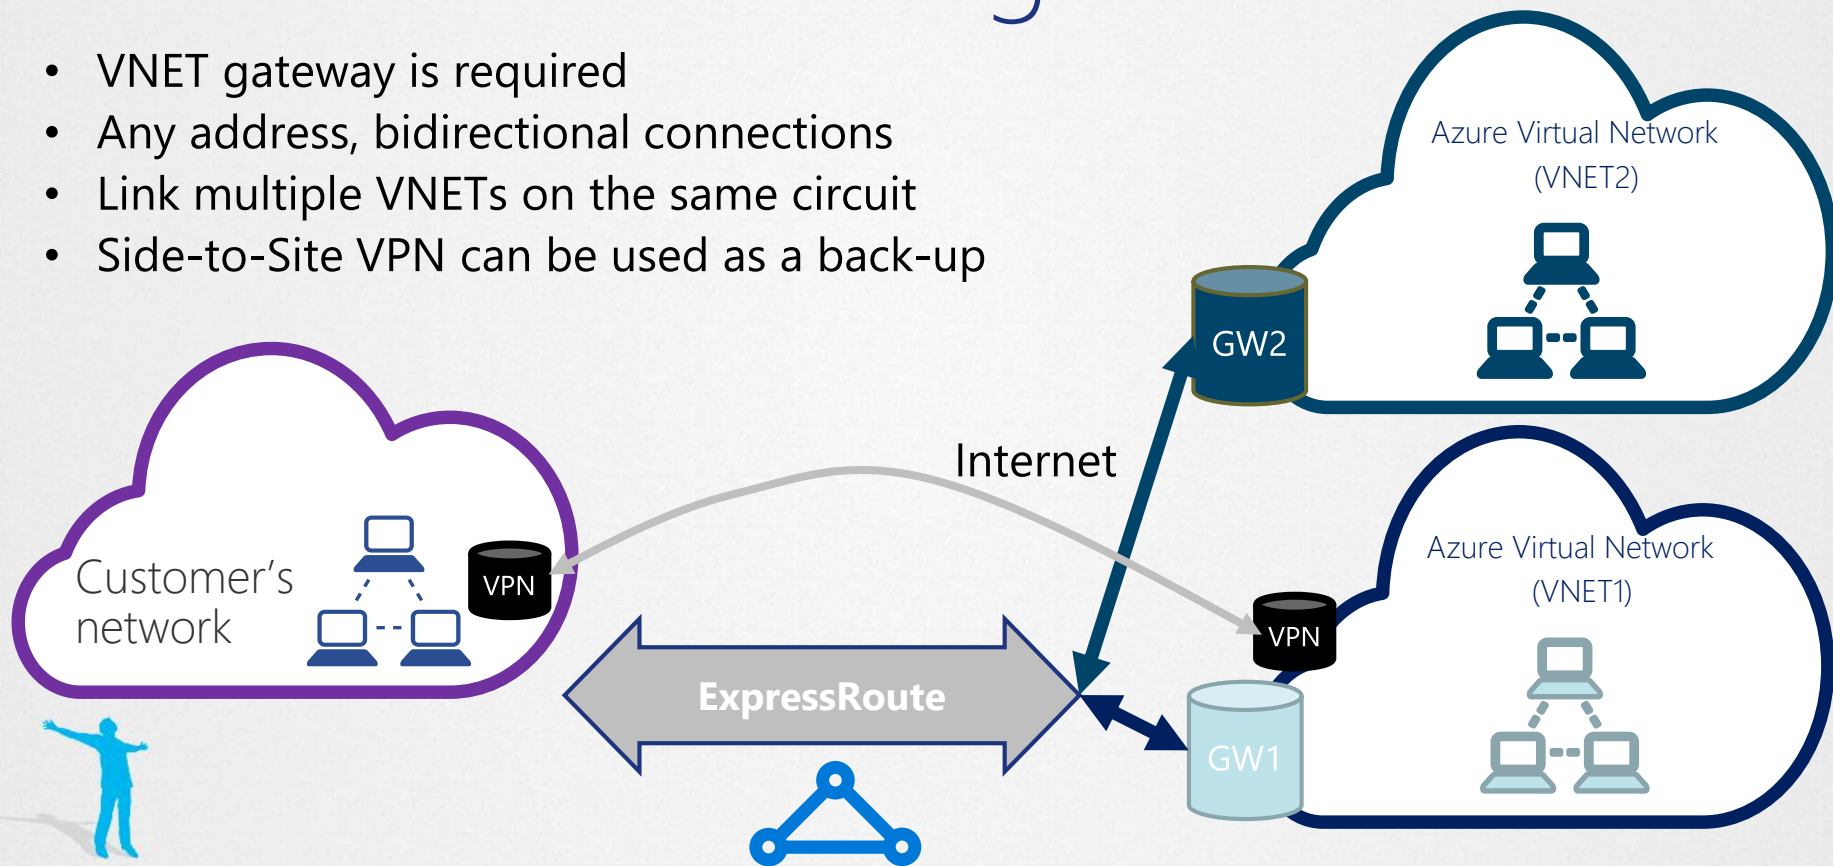 • VNET gateway is required
• Any address, bidirectional connections
• Link multiple VNETs on the same circuit
• Side-to-Site VPN can be used as a back-up
Azure Virtual Network
(VNET2)
GW2
Internet
Customer’s
network
VPN
ExpressRoute
Azure Virtual Network
(VNET1)
VPN
GW1